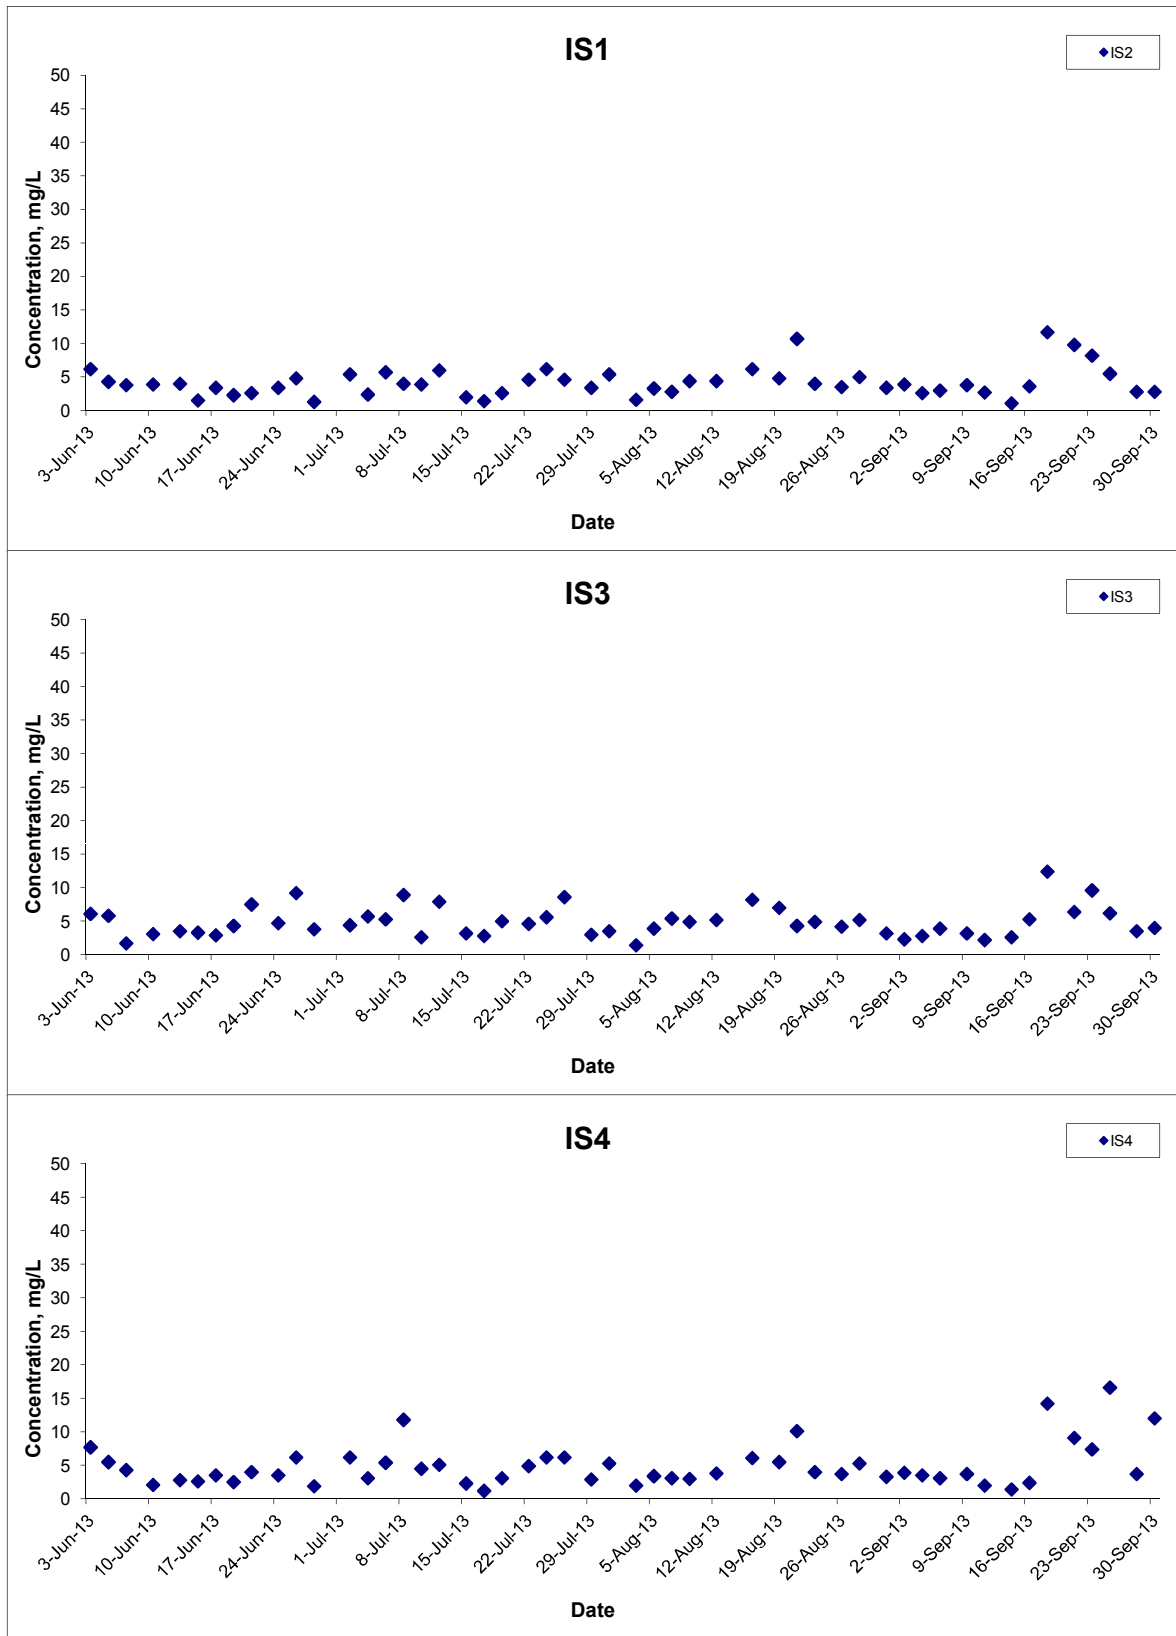 IS1
IS2
Concentration, mg/L
50
45
40
35
30
25
20
15
10
5
0
3-Jun-13
10-Jun-13
17-Jun-13
24-Jun-13
1-Jul-13
8-Jul-13
15-Jul-13
22-Jul-13
29-Jul-13
5-Aug-13
12-Aug-13
19-Aug-13
26-Aug-13
2-Sep-13
9-Sep-13
16-Sep-13
23-Sep-13
30-Sep-13
Date
IS3
IS3
Concentration, mg/L
50
45
40
35
30
25
20
15
10
5
0
3-Jun-13
10-Jun-13
17-Jun-13
24-Jun-13
1-Jul-13
8-Jul-13
15-Jul-13
22-Jul-13
29-Jul-13
5-Aug-13
12-Aug-13
19-Aug-13
26-Aug-13
2-Sep-13
9-Sep-13
16-Sep-13
23-Sep-13
30-Sep-13
Date
IS4
IS4
Concentration, mg/L
50
45
40
35
30
25
20
15
10
5
0
3-Jun-13
10-Jun-13
17-Jun-13
24-Jun-13
1-Jul-13
8-Jul-13
15-Jul-13
22-Jul-13
29-Jul-13
5-Aug-13
12-Aug-13
19-Aug-13
26-Aug-13
2-Sep-13
9-Sep-13
16-Sep-13
23-Sep-13
30-Sep-13
Date